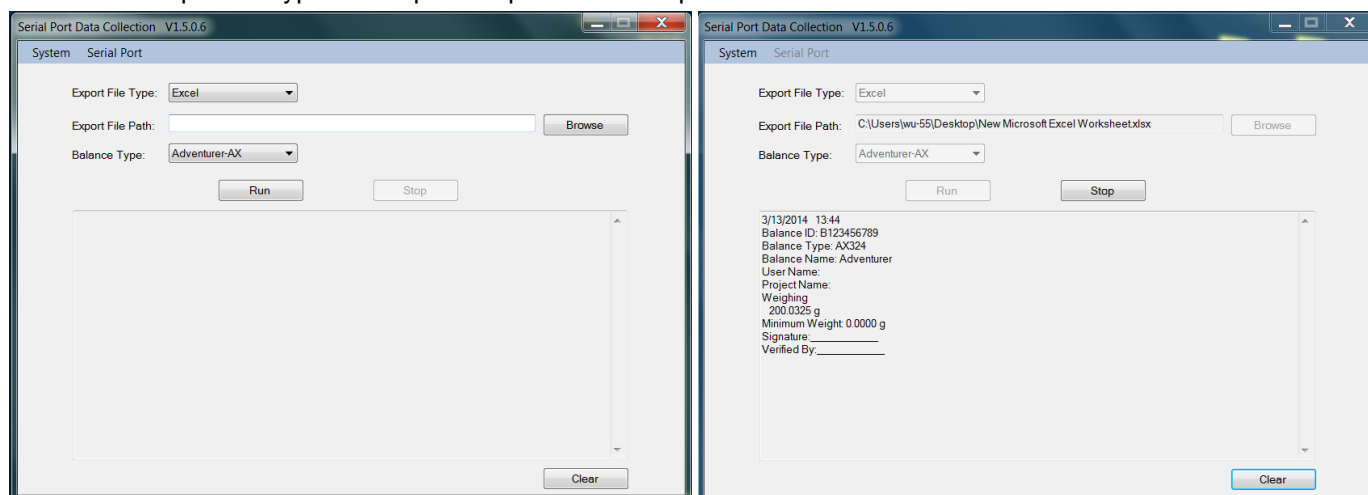 Serial Port Data Collection V1.5.0.6
System Serial Port
Export File Type: Excel
Export File Path: Browse
Balance Type: Adventurer-AX
Run Stop
Clear
Serial Port Data Collection V1.5.0.6
System Serial Port
Export File Type: Excel
Export File Path: C:\Users\wu-55\Desktop\New Microsoft Excel Worksheet.xlsx Browse
Balance Type: Adventurer-AX
Run Stop
3/13/2014 13:44
Balance ID: B123456789
Balance Type: AX324
Balance Name: Adventurer
User Name:
Project Name:
Weighing
200.0325 g
Minimum Weight: 0.0000 g
Signature:____________
Verified By:____________
Clear